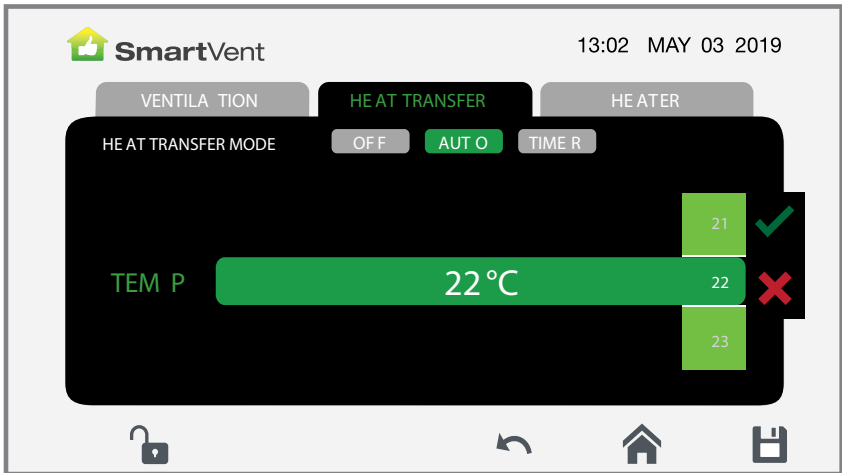 SmartVent
13:02 MAY 03 2019
VENTILA TION
HE AT TRANSFER
HE ATER
HE AT TRANSFER MODE
OF F
AUT O
TIME R
21
TEM P
22°C
22
23